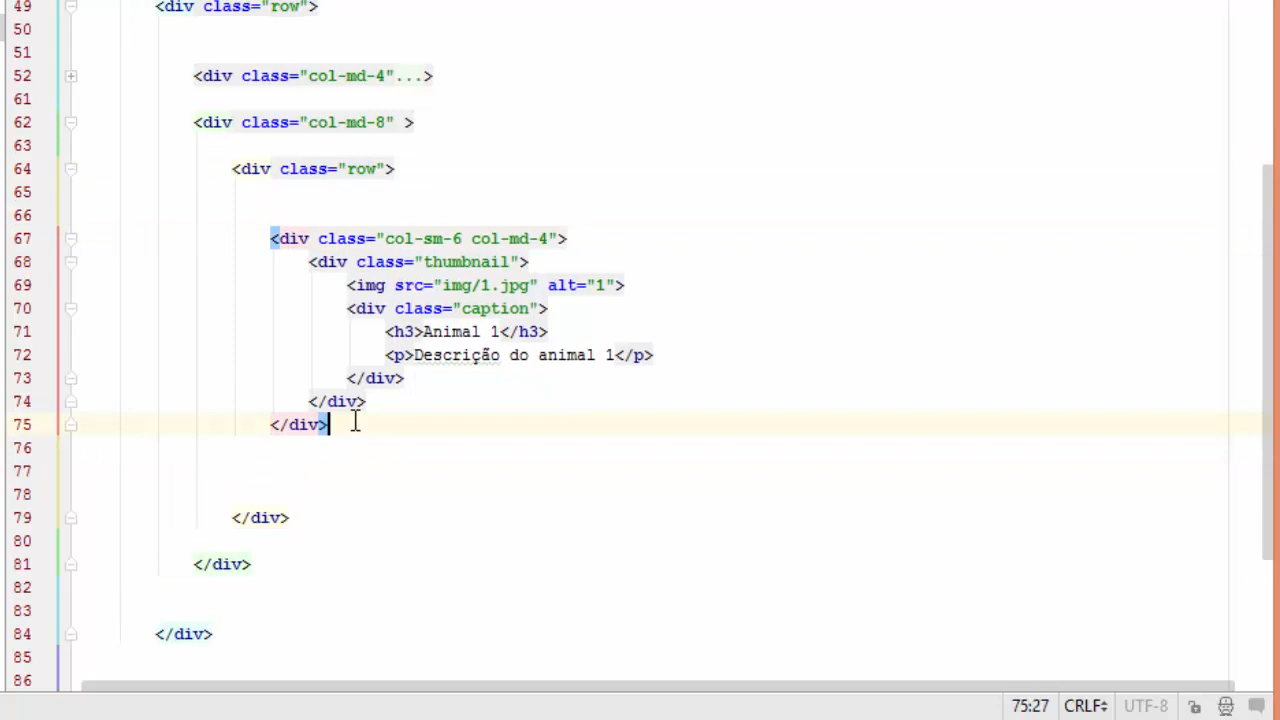 49 <div class="row">
50
51
52 <div class="col-md-4"...>
61
62 <div class="col-md-8" >
63
64 <div class="row">
65
66
67 <div class="col-sm-6 col-md-4">
68 <div class="thumbnail">
69 <img src="img/1.jpg" alt="1">
70 <div class="caption">
71 <h3>Animal 1</h3>
72 <p>Descrição do animal 1</p>
73 </div>
74 </div>
75 </div>
76
77
78
79 </div>
80
81 </div>
82
83
84 </div>
85
86
75:27 CRLF UTF-8